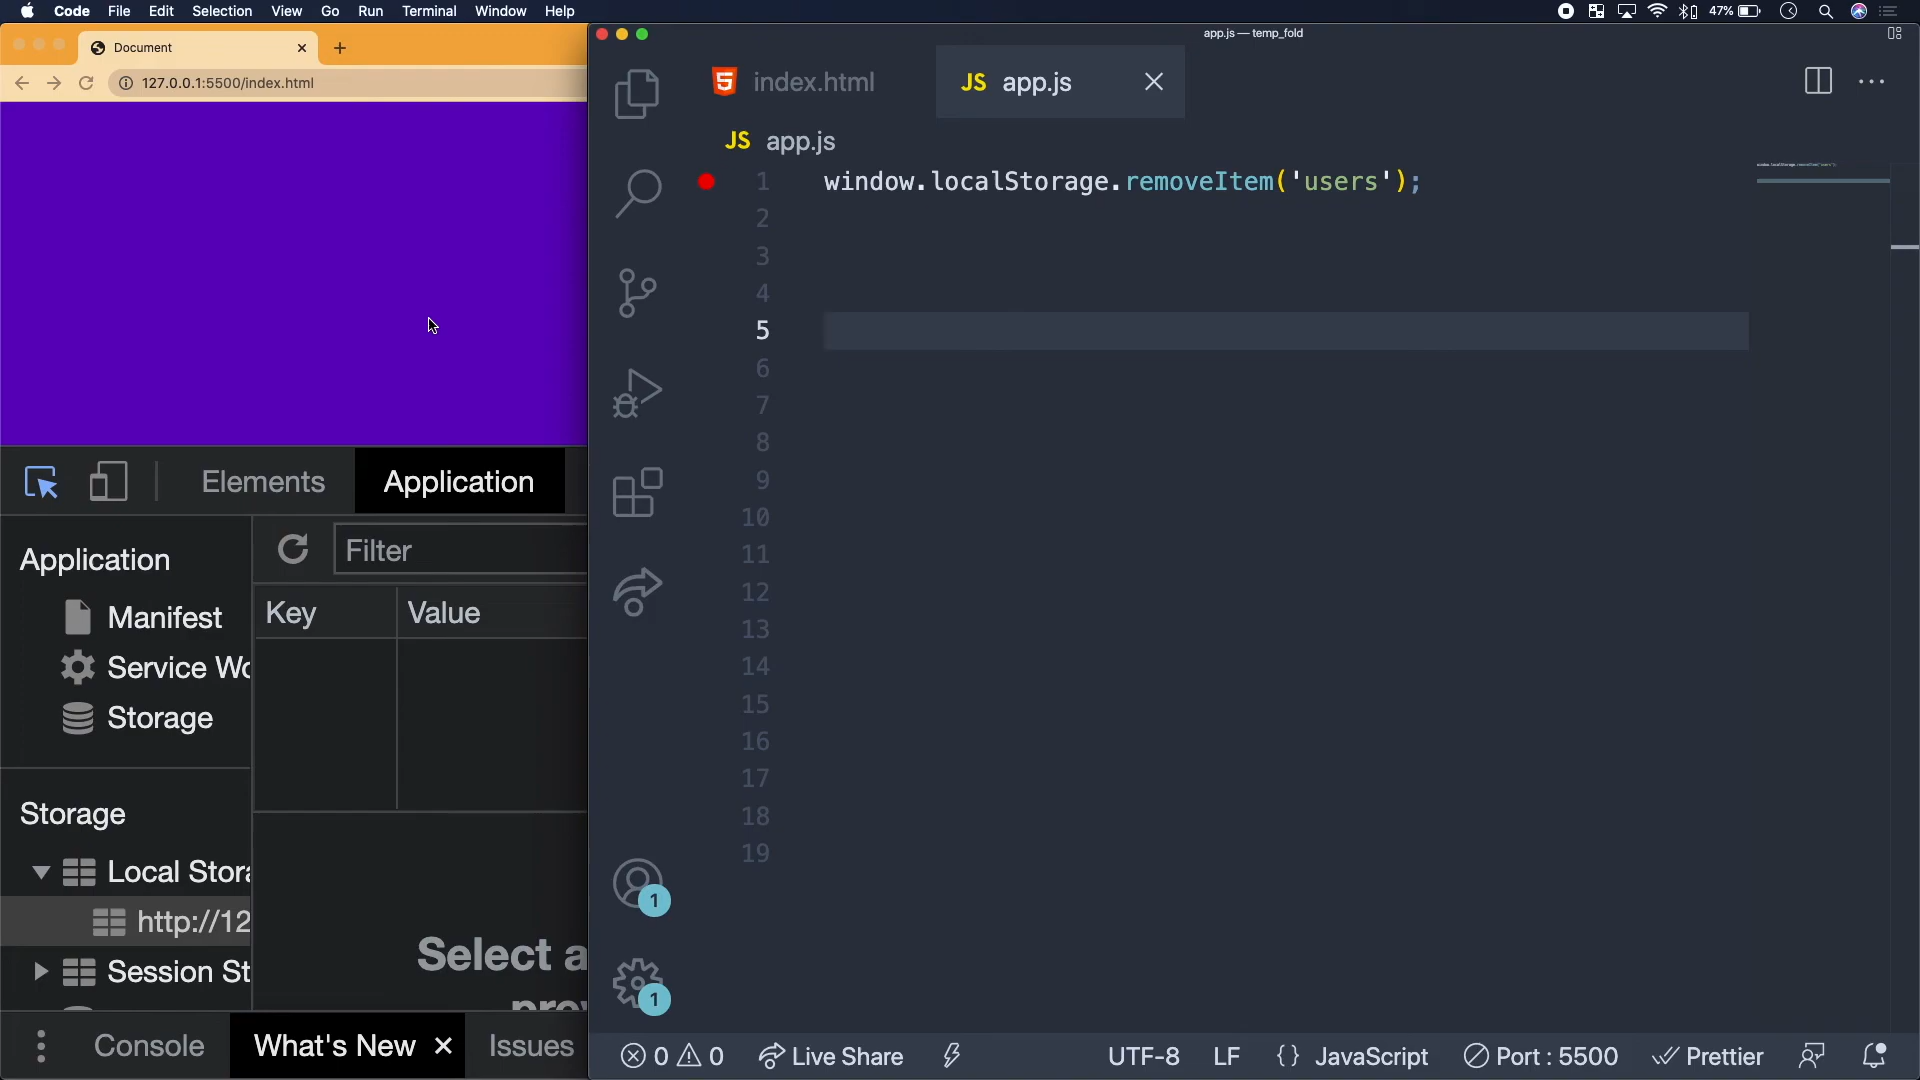 Code File Edit Selection View Go Run Terminal Window Help
47%
Document
127.0.0.1:5500/index.html
Elements
Application
Application
Manifest
Service Wo
Storage
Filter
Key
Value
Storage
Local Stora
http://12
Session St
Select a
prev
Console
What's New
Issues
app.js — temp_fold
index.html
JS app.js
JS app.js
1 window.localStorage.removeItem('users');
2
3
4
5
6
7
8
9
10
11
12
13
14
15
16
17
18
19
1
1
0 0 Live Share UTF-8 LF {} JavaScript Port : 5500 Prettier